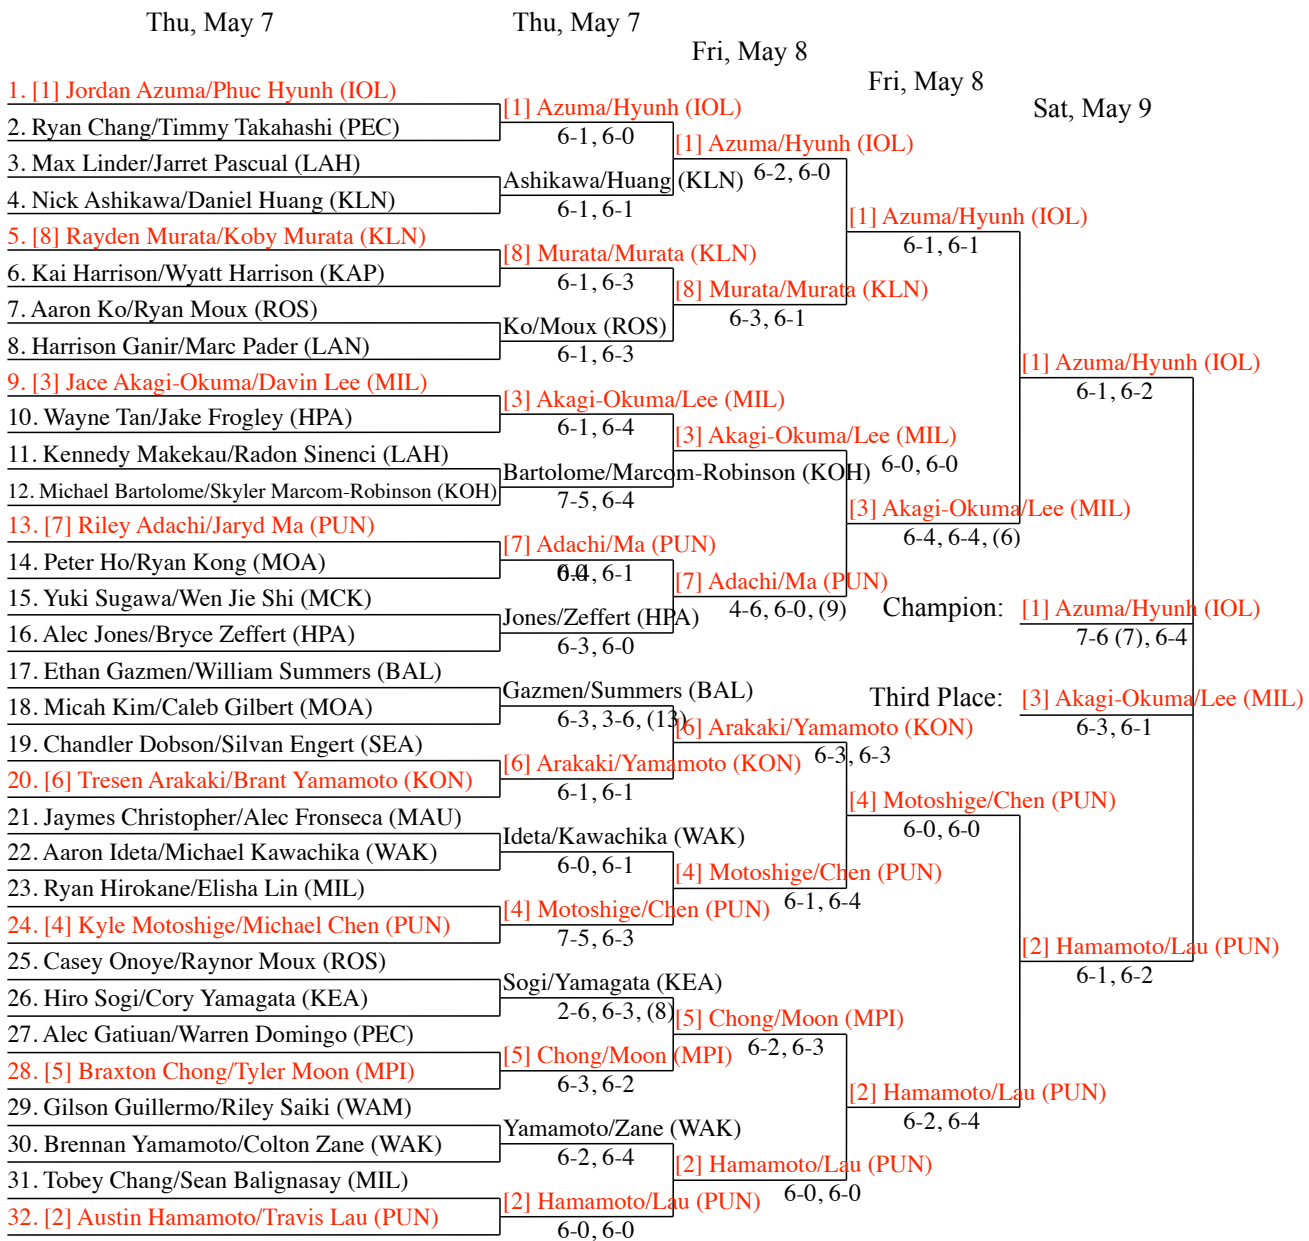 Thu, May 7
Thu, May 7
Fri, May 8
Fri, May 8
Sat, May 9
1. [1] Jordan Azuma/Phuc Hyunh (IOL)
2. Ryan Chang/Timmy Takahashi (PEC)
3. Max Linder/Jarret Pascual (LAH)
4. Nick Ashikawa/Daniel Huang (KLN)
5. [8] Rayden Murata/Koby Murata (KLN)
6. Kai Harrison/Wyatt Harrison (KAP)
7. Aaron Ko/Ryan Moux (ROS)
8. Harrison Ganir/Marc Pader (LAN)
9. [3] Jace Akagi-Okuma/Davin Lee (MIL)
10. Wayne Tan/Jake Frogley (HPA)
11. Kennedy Makekau/Radon Sinenci (LAH)
12. Michael Bartolome/Skyler Marcom-Robinson (KOH)
13. [7] Riley Adachi/Jaryd Ma (PUN)
14. Peter Ho/Ryan Kong (MOA)
15. Yuki Sugawa/Wen Jie Shi (MCK)
16. Alec Jones/Bryce Zeffert (HPA)
17. Ethan Gazmen/William Summers (BAL)
18. Micah Kim/Caleb Gilbert (MOA)
19. Chandler Dobson/Silvan Engert (SEA)
20. [6] Tresen Arakaki/Brant Yamamoto (KON)
21. Jaymes Christopher/Alec Fronseca (MAU)
22. Aaron Ideta/Michael Kawachika (WAK)
23. Ryan Hirokane/Elisha Lin (MIL)
24. [4] Kyle Motoshige/Michael Chen (PUN)
25. Casey Onoye/Raynor Moux (ROS)
26. Hiro Sogi/Cory Yamagata (KEA)
27. Alec Gatiuan/Warren Domingo (PEC)
28. [5] Braxton Chong/Tyler Moon (MPI)
29. Gilson Guillermo/Riley Saiki (WAM)
30. Brennan Yamamoto/Colton Zane (WAK)
31. Tobey Chang/Sean Balignasay (MIL)
32. [2] Austin Hamamoto/Travis Lau (PUN)
[1] Azuma/Hyunh (IOL)
6-1, 6-0
Ashikawa/Huang (KLN)
6-1, 6-1
[8] Murata/Murata (KLN)
6-1, 6-3
Ko/Moux (ROS)
6-1, 6-3
[3] Akagi-Okuma/Lee (MIL)
6-1, 6-4
Bartolome/Marcom-Robinson (KOH)
7-5, 6-4
[7] Adachi/Ma (PUN)
6-1
Jones/Zeffert (HPA)
6-3, 6-0
Gazmen/Summers (BAL)
6-3, 3-6, (13)
[6] Arakaki/Yamamoto (KON)
6-1, 6-1
Ideta/Kawachika (WAK)
6-0, 6-1
[4] Motoshige/Chen (PUN)
7-5, 6-3
Sogi/Yamagata (KEA)
2-6, 6-3, (8)
[5] Chong/Moon (MPI)
6-3, 6-2
Yamamoto/Zane (WAK)
6-2, 6-4
[2] Hamamoto/Lau (PUN)
6-0, 6-0
[1] Azuma/Hyunh (IOL)
6-2, 6-0
[8] Murata/Murata (KLN)
6-3, 6-1
[3] Akagi-Okuma/Lee (MIL)
6-0, 6-0
[7] Adachi/Ma (PUN)
4-6, 6-0, (9)
[6] Arakaki/Yamamoto (KON)
6-3, 6-3
[4] Motoshige/Chen (PUN)
6-1, 6-4
[5] Chong/Moon (MPI)
6-2, 6-3
[2] Hamamoto/Lau (PUN)
6-0, 6-0
[1] Azuma/Hyunh (IOL)
6-1, 6-1
[3] Akagi-Okuma/Lee (MIL)
6-4, 6-4, (6)
[4] Motoshige/Chen (PUN)
6-0, 6-0
[2] Hamamoto/Lau (PUN)
6-2, 6-4
[1] Azuma/Hyunh (IOL)
6-1, 6-2
[2] Hamamoto/Lau (PUN)
6-1, 6-2
Champion: [1] Azuma/Hyunh (IOL)
7-6 (7), 6-4
Third Place: [3] Akagi-Okuma/Lee (MIL)
6-3, 6-1